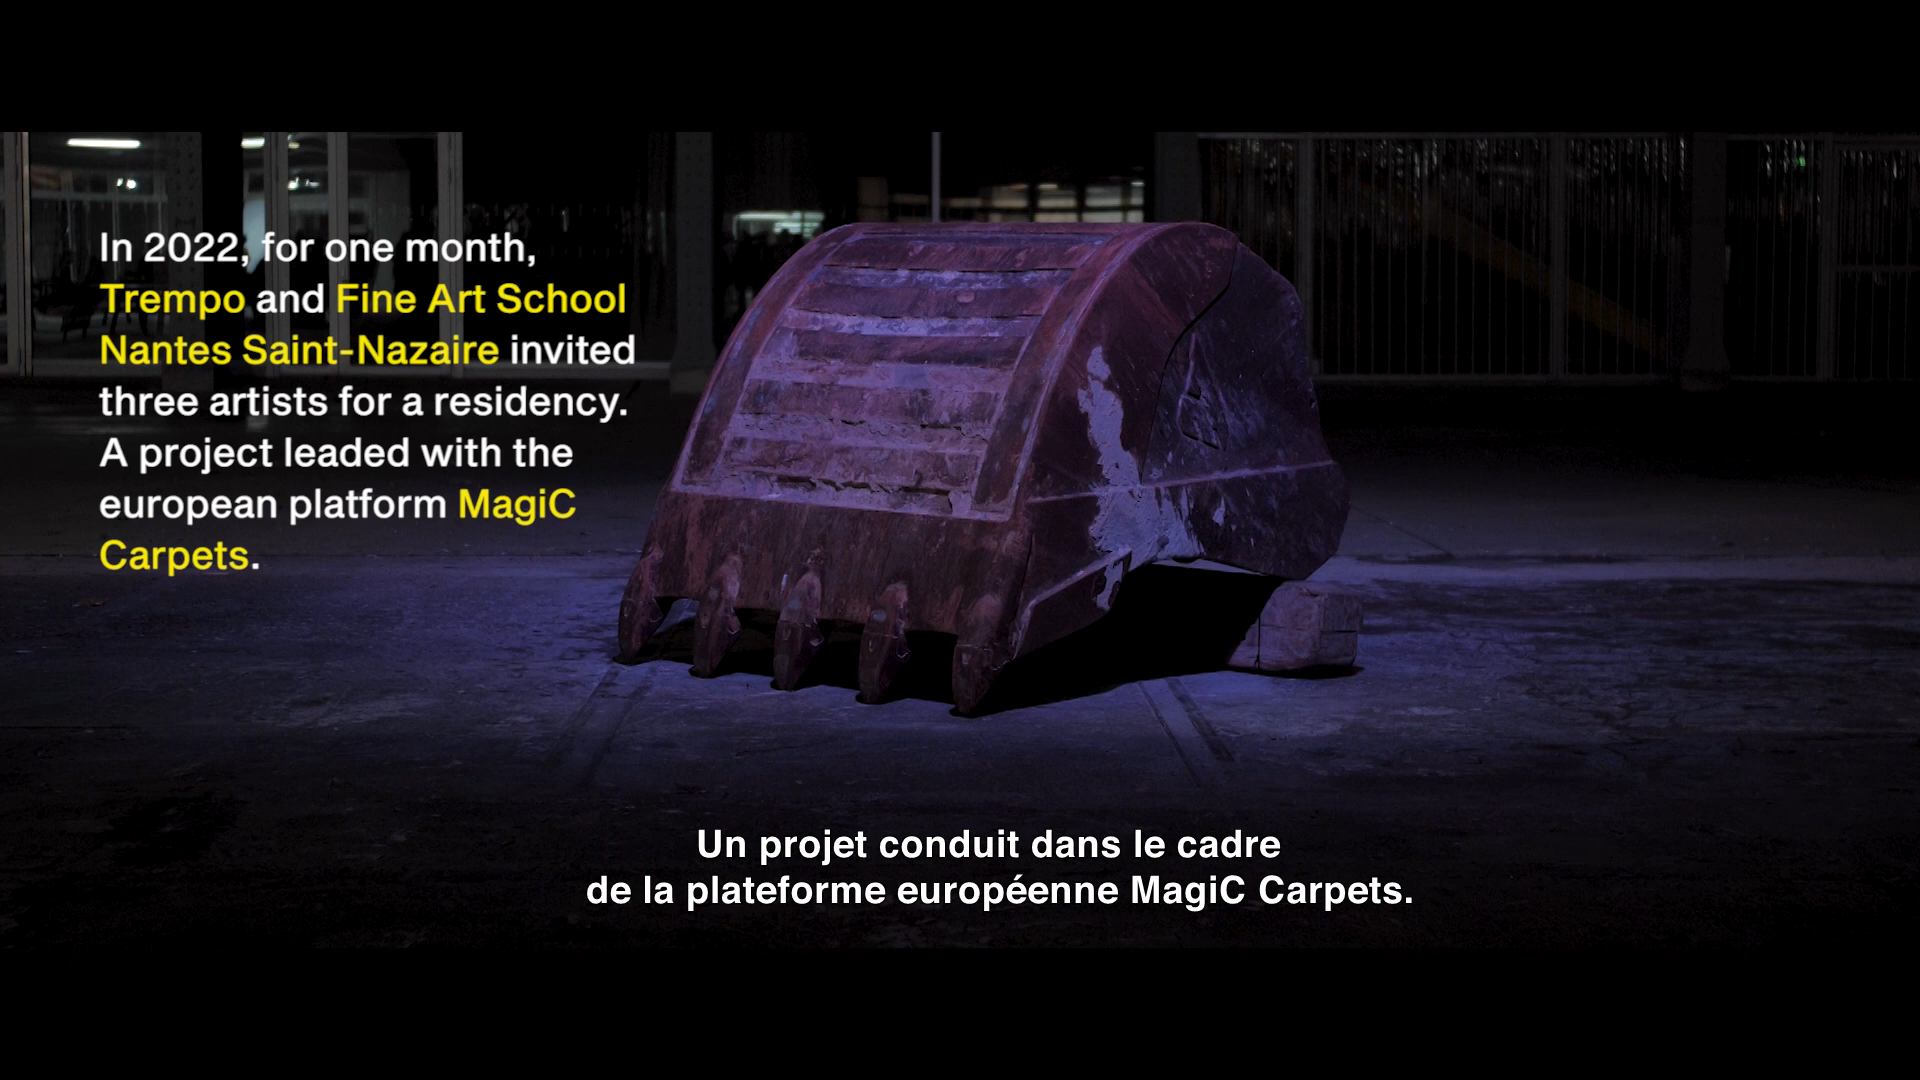 In 2022, for one month,
Trempo and Fine Art School
Nantes Saint-Nazaire invited
three artists for a residency.
A project leaded with the
european platform MagiC
Carpets.
Un projet conduit dans le cadre
de la plateforme européenne MagiC Carpets.